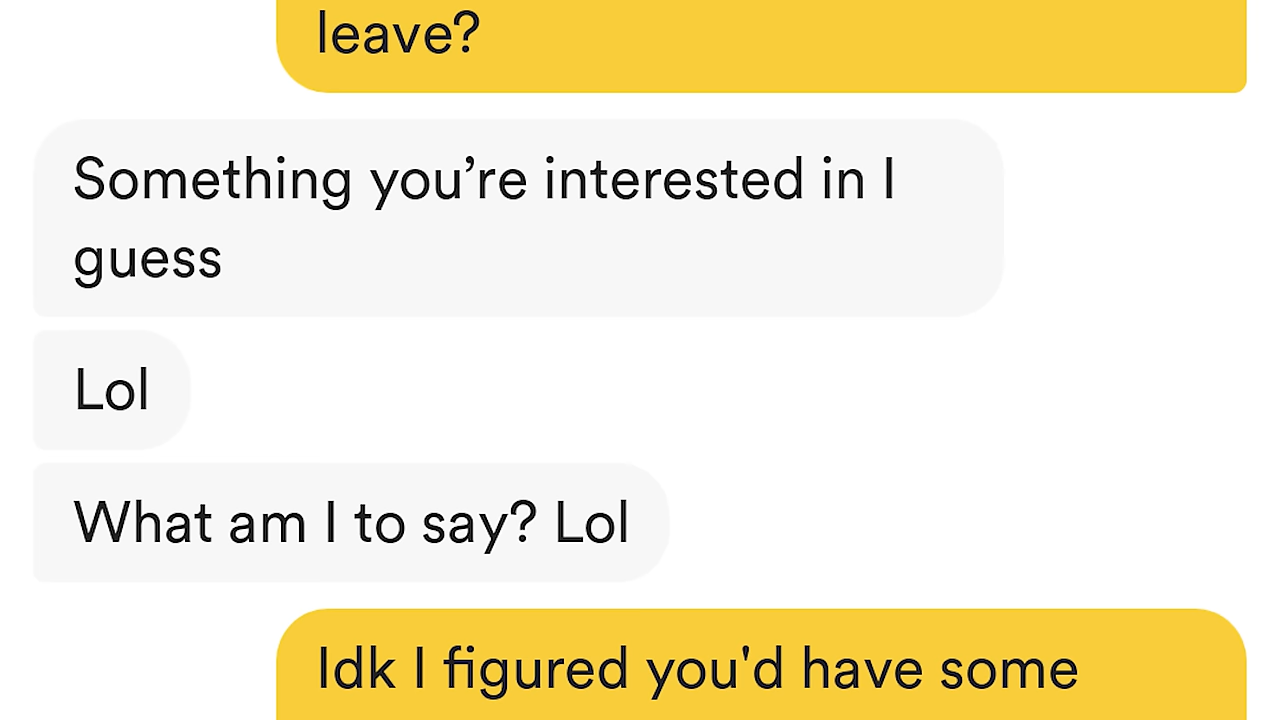 leave?
Something you’re interested in I
guess
Lol
What am I to say? Lol
Idk I figured you'd have some